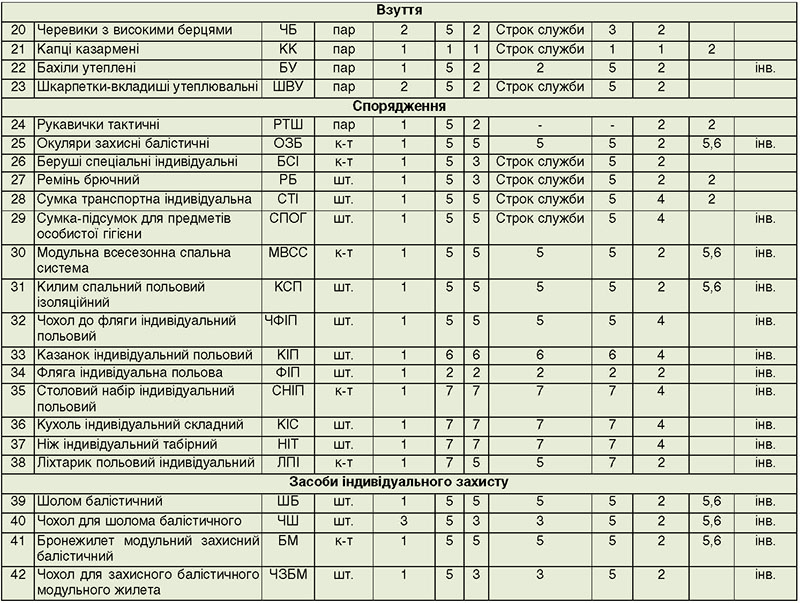 Взуття
20 Черевики з високими берцями ЧБ пар 2 5 2 Строк служби 3 2
21 Капці казармені КК пар 1 1 1 Строк служби 1 1 2
22 Бахіли утеплені БУ пар 1 5 2 2 5 2 інв.
23 Шкарпетки-вкладиші утеплювальні ШВУ пар 2 5 2 Строк служби 5 2
Спорядження
24 Рукавички тактичні РТШ пар 1 5 2 - - 2 2
25 Окуляри захисні балістичні ОЗБ к-т 1 5 5 5 5 2 5,6 інв.
26 Беруші спеціальні індивідуальні БСІ к-т 1 5 3 Строк служби 5 2
27 Ремінь брючний РБ шт. 1 5 3 Строк служби 5 2 2
28 Сумка транспортна індивідуальна СТІ шт. 1 5 5 Строк служби 5 4 2
29 Сумка-підсумок для предметів СПОГ шт. 1 5 5 Строк служби 5 4 інв.
особистої гігієни
30 Модульна всесезонна спальна МВСС к-т 1 5 5 5 5 2 5,6 інв.
система
31 Килим спальний польовий КСП шт. 1 5 5 5 5 2 5,6 інв.
ізоляційний
32 Чохол до фляги індивідуальний ЧФІП шт. 1 5 5 5 5 4 інв.
польовий
33 Казанок індивідуальний польовий КІП шт. 1 6 6 6 6 4 інв.
34 Фляга індивідуальна польова ФІП шт. 1 2 2 2 2 2 інв.
35 Столовий набір індивідуальний СНІП к-т 1 7 7 7 7 4 інв.
польовий
36 Кухоль індивідуальний складний КІС шт. 1 7 7 7 7 4 інв.
37 Ніж індивідуальний табірний НІТ шт. 1 7 7 7 7 4 інв.
38 Ліхтарик польовий індивідуальний ЛПІ к-т 1 7 5 5 7 2 інв.
Засоби індивідуального захисту
39 Шолом балістичний ШБ шт. 1 5 5 5 5 2 5,6 інв.
40 Чохол для шолома балістичного ЧШ шт. 3 5 3 3 5 2 5,6 інв.
41 Бронежилет модульний захисний БМ к-т 1 5 5 5 5 2 5,6 інв.
балістичний
42 Чохол для захисного балістичного ЧЗБМ шт. 1 5 3 3 5 2 інв.
модульного жилета